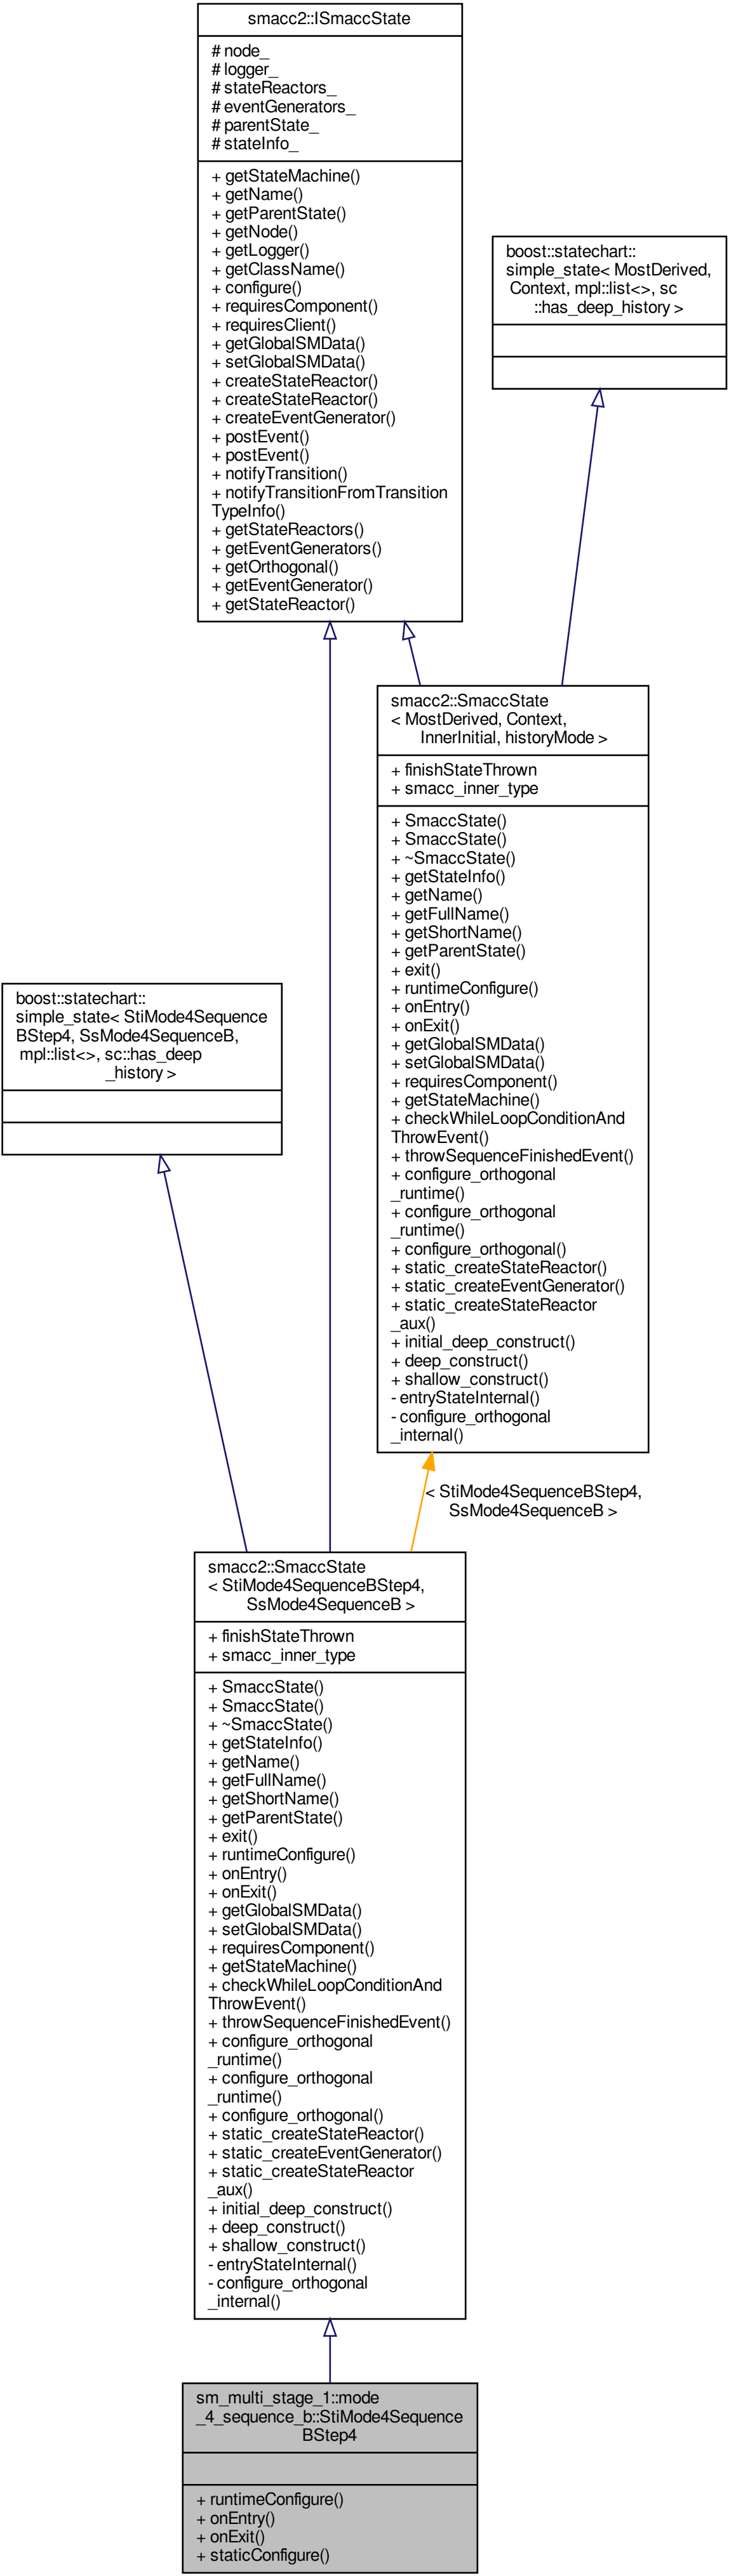 smacc2::ISmaccState
# node_
# logger_
# stateReactors_
# eventGenerators_
# parentState_
# stateInfo_
+ getStateMachine()
+ getName()
+ getParentState()
+ getNode()
+ getLogger()
+ getClassName()
+ configure()
+ requiresComponent()
+ requiresClient()
+ getGlobalSMData()
+ setGlobalSMData()
+ createStateReactor()
+ createStateReactor()
+ createEventGenerator()
+ postEvent()
+ postEvent()
+ notifyTransition()
+ notifyTransitionFromTransition
TypeInfo()
+ getStateReactors()
+ getEventGenerators()
+ getOrthogonal()
+ getEventGenerator()
+ getStateReactor()
boost::statechart::
simple_state< MostDerived,
Context, mpl::list<>, sc
::has_deep_history >
smacc2::SmaccState
< MostDerived, Context,
InnerInitial, historyMode >
+ finishStateThrown
+ smacc_inner_type
+ SmaccState()
+ SmaccState()
+ ~SmaccState()
+ getStateInfo()
+ getName()
+ getFullName()
+ getShortName()
+ getParentState()
+ exit()
+ runtimeConfigure()
+ onEntry()
+ onExit()
+ getGlobalSMData()
+ setGlobalSMData()
+ requiresComponent()
+ getStateMachine()
+ checkWhileLoopConditionAnd
ThrowEvent()
+ throwSequenceFinishedEvent()
+ configure_orthogonal
_runtime()
+ configure_orthogonal
_runtime()
+ configure_orthogonal()
+ static_createStateReactor()
+ static_createEventGenerator()
+ static_createStateReactor
_aux()
+ initial_deep_construct()
+ deep_construct()
+ shallow_construct()
- entryStateInternal()
- configure_orthogonal
_internal()
boost::statechart::
simple_state< StiMode4Sequence
BStep4, SsMode4SequenceB,
mpl::list<>, sc::has_deep
_history >
< StiMode4SequenceBStep4,
SsMode4SequenceB >
smacc2::SmaccState
< StiMode4SequenceBStep4,
SsMode4SequenceB >
+ finishStateThrown
+ smacc_inner_type
+ SmaccState()
+ SmaccState()
+ ~SmaccState()
+ getStateInfo()
+ getName()
+ getFullName()
+ getShortName()
+ getParentState()
+ exit()
+ runtimeConfigure()
+ onEntry()
+ onExit()
+ getGlobalSMData()
+ setGlobalSMData()
+ requiresComponent()
+ getStateMachine()
+ checkWhileLoopConditionAnd
ThrowEvent()
+ throwSequenceFinishedEvent()
+ configure_orthogonal
_runtime()
+ configure_orthogonal
_runtime()
+ configure_orthogonal()
+ static_createStateReactor()
+ static_createEventGenerator()
+ static_createStateReactor
_aux()
+ initial_deep_construct()
+ deep_construct()
+ shallow_construct()
- entryStateInternal()
- configure_orthogonal
_internal()
sm_multi_stage_1::mode
_4_sequence_b::StiMode4Sequence
BStep4
+ runtimeConfigure()
+ onEntry()
+ onExit()
+ staticConfigure()